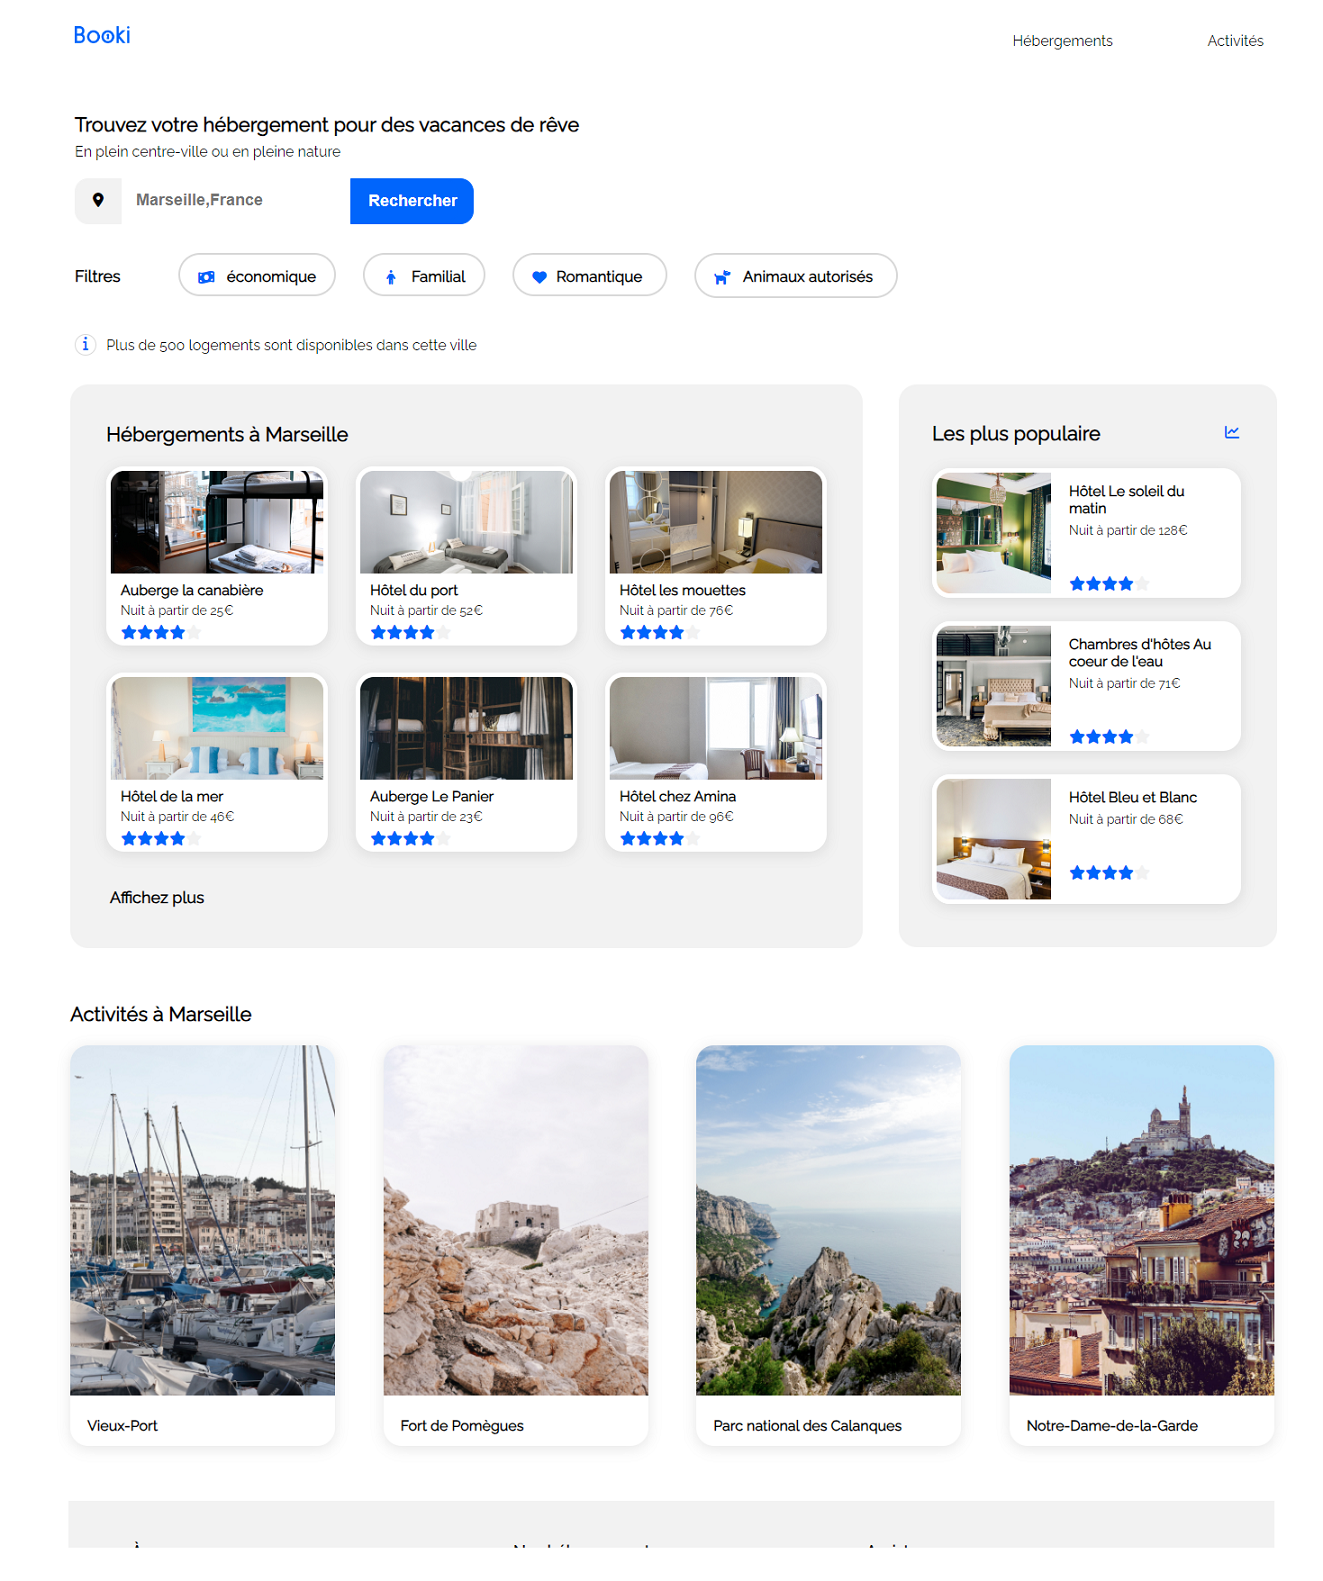 Booki
Hébergements
Activités
Trouvez votre hébergement pour des vacances de rêve
En plein centre-ville ou en pleine nature
Marseille,France
Rechercher
Filtres
économique
Familial
Romantique
Animaux autorisés
Plus de 500 logements sont disponibles dans cette ville
Hébergements à Marseille
Auberge la canabière
Nuit à partir de 25€
Hôtel du port
Nuit à partir de 52€
Hôtel les mouettes
Nuit à partir de 76€
Hôtel de la mer
Nuit à partir de 46€
Auberge Le Panier
Nuit à partir de 23€
Hôtel chez Amina
Nuit à partir de 96€
Affichez plus
Les plus populaire
Hôtel Le soleil du
matin
Nuit à partir de 128€
Chambres d'hôtes Au
coeur de l'eau
Nuit à partir de 71€
Hôtel Bleu et Blanc
Nuit à partir de 68€
Activités à Marseille
Vieux-Port
Fort de Pomègues
Parc national des Calanques
Notre-Dame-de-la-Garde